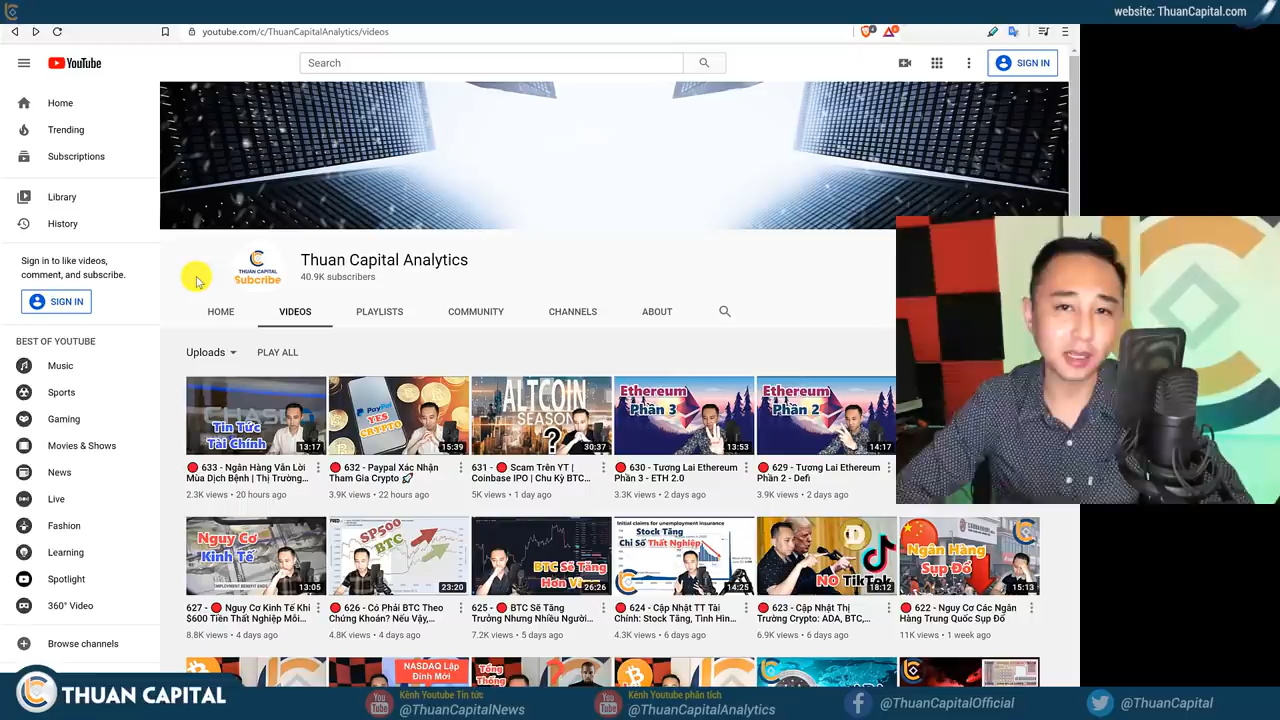 website: ThuanCapital.com
youtube.com/c/ThuanCapitalAnalytics/videos
YouTube
Search
SIGN IN
Home
Trending
Subscriptions
Library
History
Sign in to like videos,
comment, and subscribe.
SIGN IN
BEST OF YOUTUBE
Music
Sports
Gaming
Movies & Shows
News
Live
Fashion
Learning
Spotlight
360° Video
Browse channels
THUAN CAPITAL
Subcribe
Thuan Capital Analytics
40.9K subscribers
HOME
VIDEOS
PLAYLISTS
COMMUNITY
CHANNELS
ABOUT
Uploads
PLAY ALL
CHASE
Tin Tức
Tài Chính
13:17
633 - Ngân Hàng Vẫn Lời
Mùa Dịch Bệnh | Thị Trường...
2.3K views • 20 hours ago
PayPal
YES
CRYPTO
15:39
632 - Paypal Xác Nhận
Tham Gia Crypto 🚀
3.9K views • 22 hours ago
ALTCOIN
SEASON
?
30:37
631 - 🔴 Scam Trên YT |
Coinbase IPO | Chu Kỳ BTC...
5K views • 1 day ago
Ethereum
Phần 3
13:53
630 - Tương Lai Ethereum
Phần 3 - ETH 2.0
3.3K views • 2 days ago
Ethereum
Phần 2
14:17
629 - Tương Lai Ethereum
Phần 2 - Defi
3.9K views • 2 days ago
Nguy Cơ
Kinh Tế
13:05
627 - 🔴 Nguy Cơ Kinh Tế Khi
$600 Tiền Thất Nghiệp Mỗi...
8.8K views • 4 days ago
FRED
SP500
BTC
23:20
626 - Có Phải BTC Theo
Chứng Khoán? Nếu Vậy,...
4.8K views • 4 days ago
BTC Sẽ Tăng
26:26
625 - 🔴 BTC Sẽ Tăng
Trưởng Nhưng Nhiều Người...
7.2K views • 5 days ago
Initial claims for unemployment insurance
Stock Tăng
Chỉ Số Thất Nghiệp
14:25
624 - Cập Nhật TT Tài
Chính: Stock Tăng, Tình Hìn...
4.3K views • 6 days ago
NO TikTok
18:12
623 - Cập Nhật Thị
Trường Crypto: ADA, BTC,...
6.9K views • 6 days ago
Ngân Hàng
Sụp Đổ
15:13
622 - Nguy Cơ Các Ngân
Hàng Trung Quốc Sụp Đổ
11K views • 1 week ago
NASDAQ Lập
Đỉnh Mới
THUAN CAPITAL
Kênh Youtube Tin tức
@ThuanCapitalNews
Kênh Youtube phân tích
@ThuanCapitalAnalytics
@ThuanCapitalOfficial
@ThuanCapital